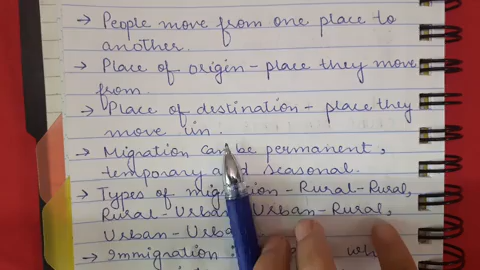 → People move from one place to
another.
→ Place of origin - place they move
from.
→ Place of destination - place they
move in.
→ Migration can be permanent,
temporary and seasonal.
→ Types of migration - Rural-Rural,
Rural-Urban, Urban-Rural,
Urban-
→ Immigration :